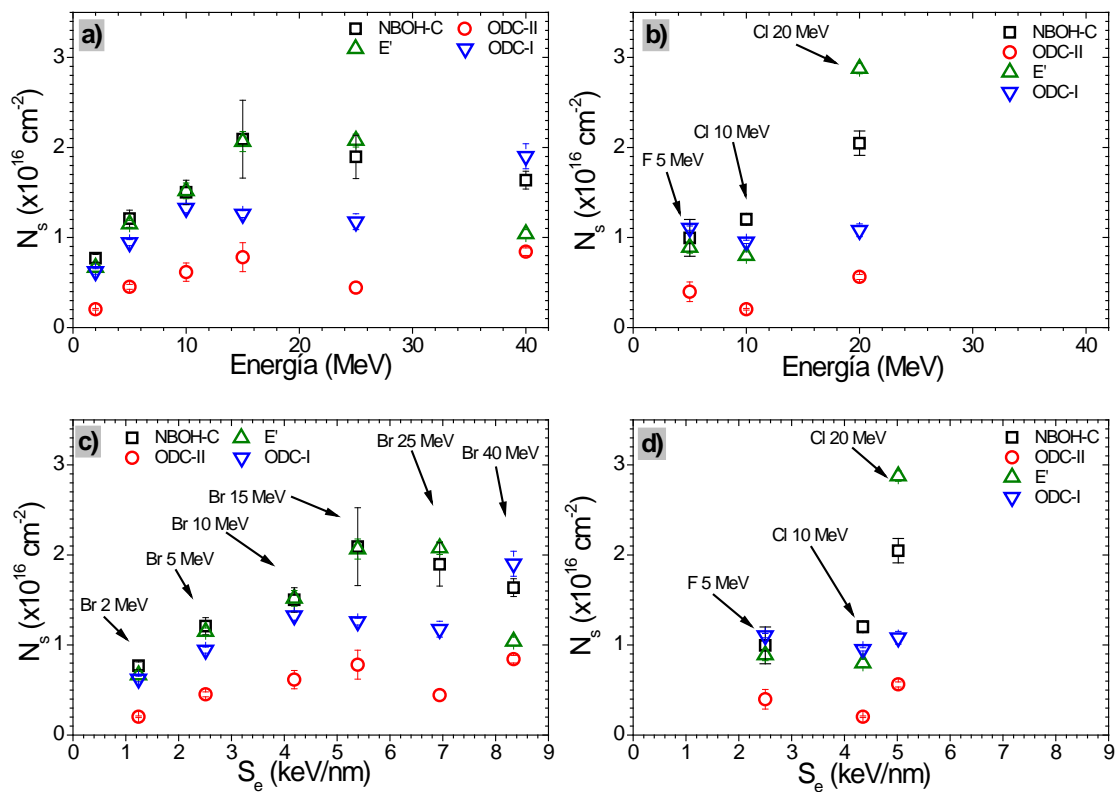 a)
NBOH-C
ODC-II
E'
ODC-I
3
2
1
0
N_s (x10^16 cm^-2)
0
10
20
30
40
Energía (MeV)
b)
Cl 20 MeV
NBOH-C
ODC-II
E'
ODC-I
Cl 10 MeV
F 5 MeV
3
2
1
0
N_s (x10^16 cm^-2)
0
10
20
30
40
Energía (MeV)
c)
NBOH-C
E'
ODC-II
ODC-I
Br 25 MeV
Br 40 MeV
Br 15 MeV
Br 10 MeV
Br 5 MeV
Br 2 MeV
3
2
1
0
N_s (x10^16 cm^-2)
0
1
2
3
4
5
6
7
8
9
S_e (keV/nm)
d)
Cl 20 MeV
NBOH-C
ODC-II
E'
ODC-I
Cl 10 MeV
F 5 MeV
3
2
1
0
N_s (x10^16 cm^-2)
0
1
2
3
4
5
6
7
8
9
S_e (keV/nm)